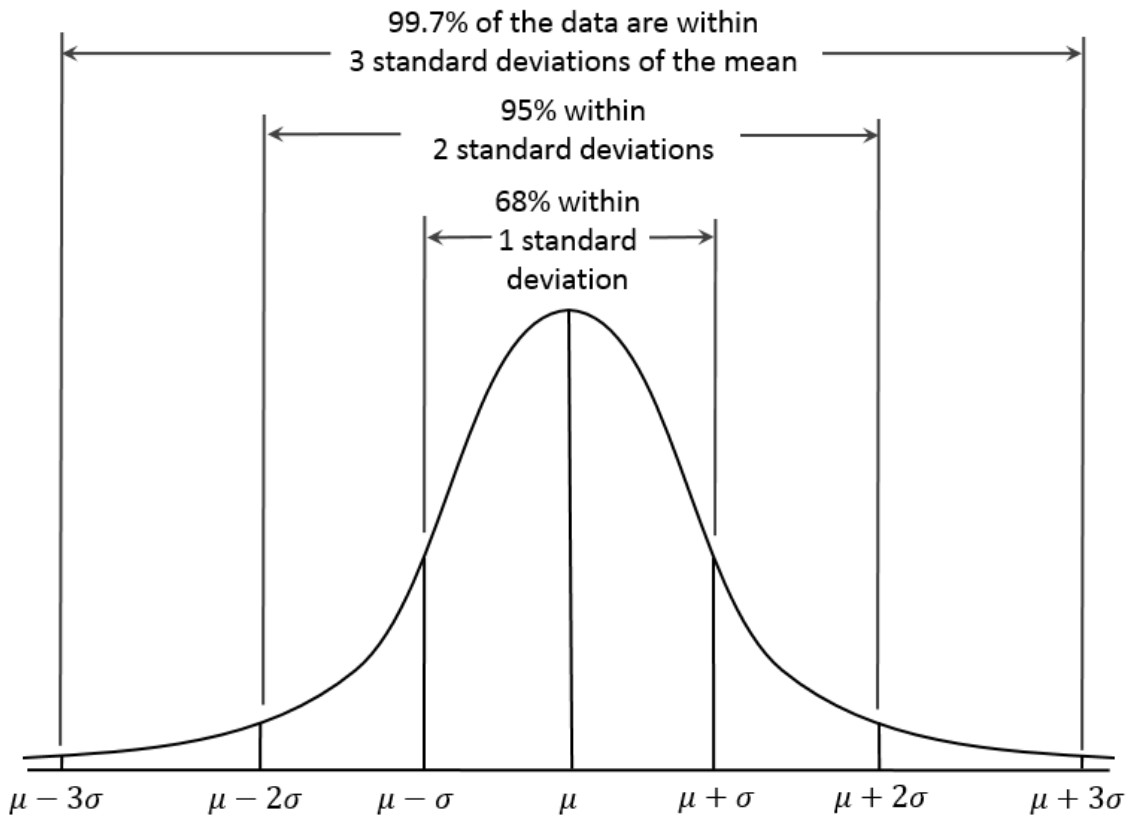 99.7% of the data are within
3 standard deviations of the mean
95% within
2 standard deviations
68% within
1 standard
deviation
μ − 3σ μ − 2σ μ − σ μ μ + σ μ + 2σ μ + 3σ